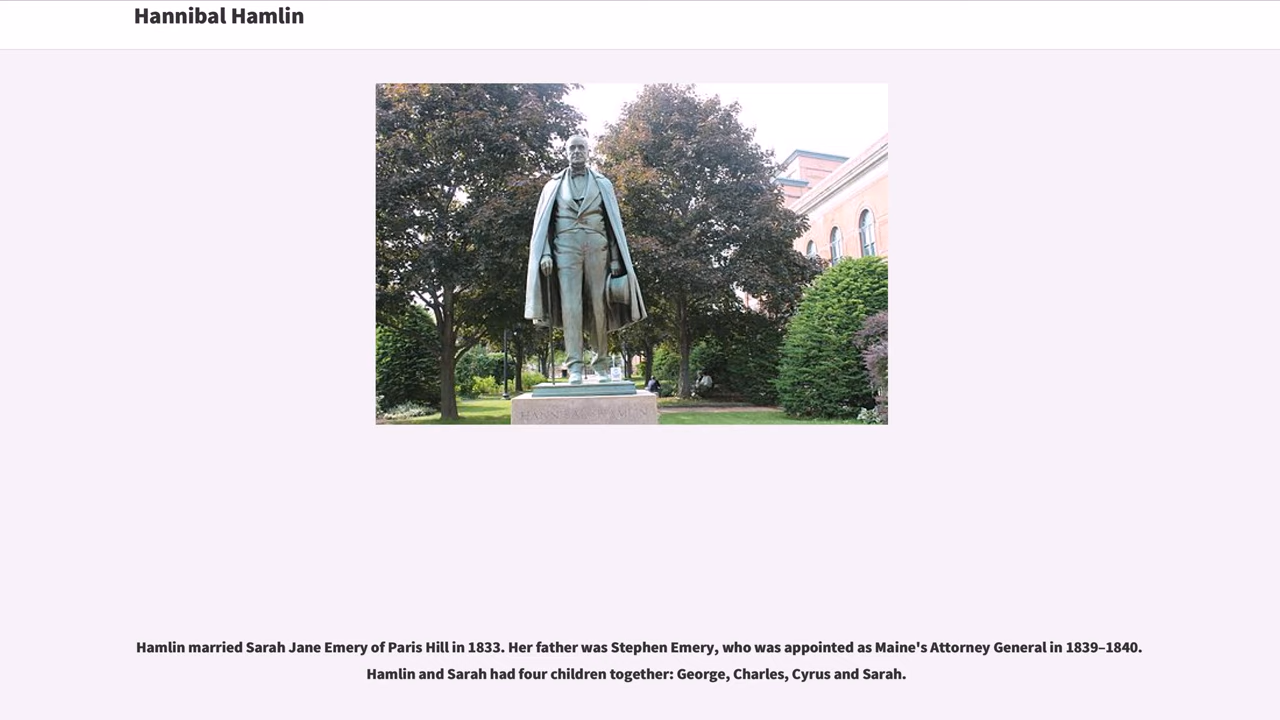 Hannibal Hamlin
HANNIBAL HAMLIN
Hamlin married Sarah Jane Emery of Paris Hill in 1833. Her father was Stephen Emery, who was appointed as Maine's Attorney General in 1839–1840.
Hamlin and Sarah had four children together: George, Charles, Cyrus and Sarah.